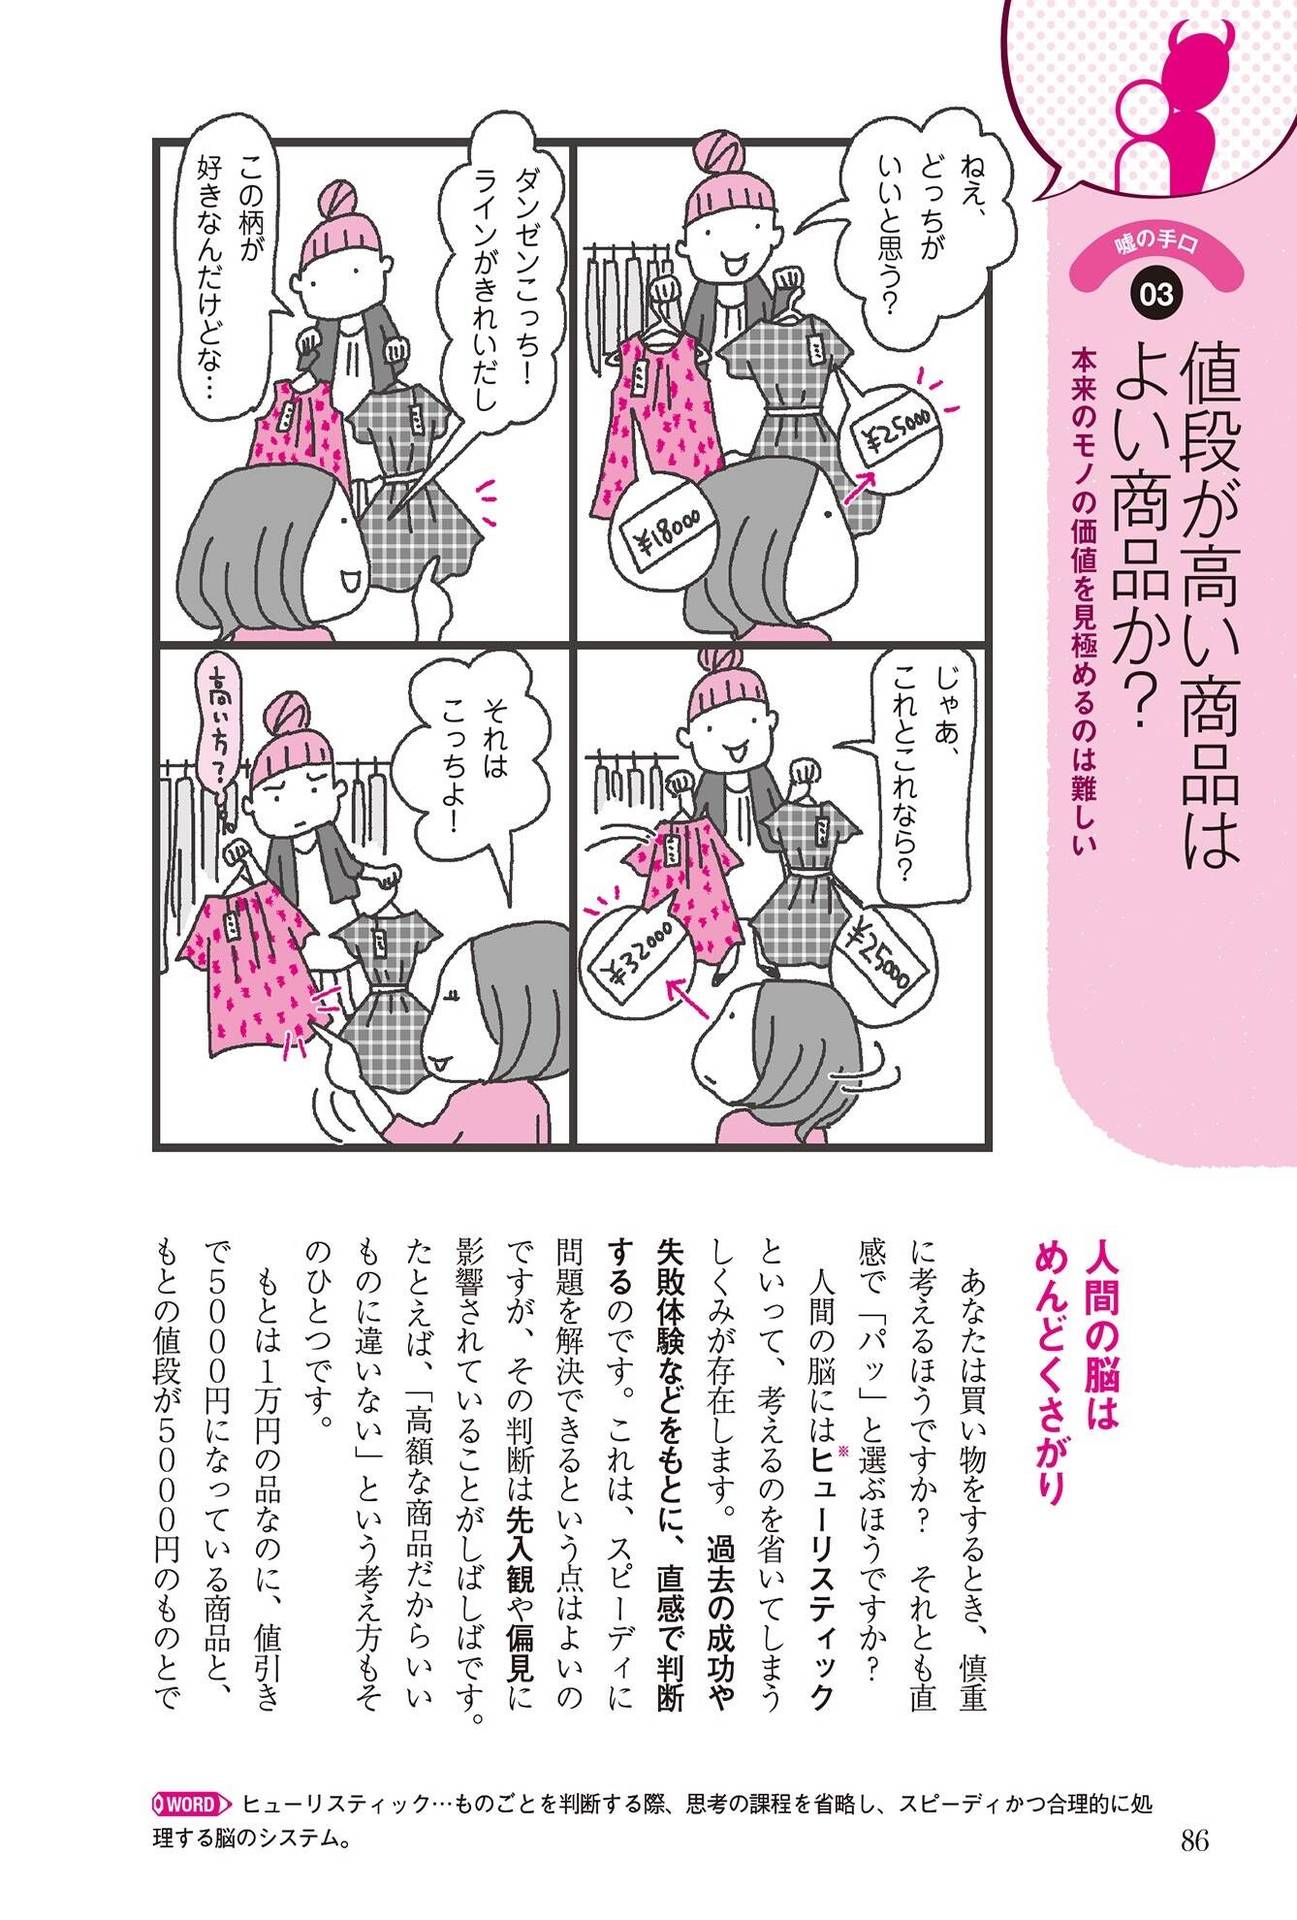 嘘の手口
03
値段が高い商品は
よい商品か?
本来のモノの価値を見極めるのは難しい
ねえ、
どっちが
いいと思う?
¥25000
¥18000
ダンゼンこっち!
ラインがきれいだし
この柄が
好きなんだけどな…
じゃあ、
これとこれなら?
¥25000
¥32000
それは
こっちよ!
高い方?
人間の脳は
めんどくさがり
あなたは買い物をするとき、慎重
に考えるほうですか? それとも直
感で「パッ」と選ぶほうですか?
人間の脳にはヒューリスティック※
といって、考えるのを省いてしまう
しくみが存在します。過去の成功や
失敗体験などをもとに、直感で判断
するのです。これは、スピーディに
問題を解決できるという点はよいの
ですが、その判断は先入観や偏見に
影響されていることがしばしばです。
たとえば、「高額な商品だからいい
ものに違いない」という考え方もそ
のひとつです。
もとは1万円の品なのに、値引き
で5000円になっている商品と、
もとの値段が5000円のものとで
WORD ヒューリスティック…ものごとを判断する際、思考の課程を省略し、スピーディかつ合理的に処
理する脳のシステム。
86